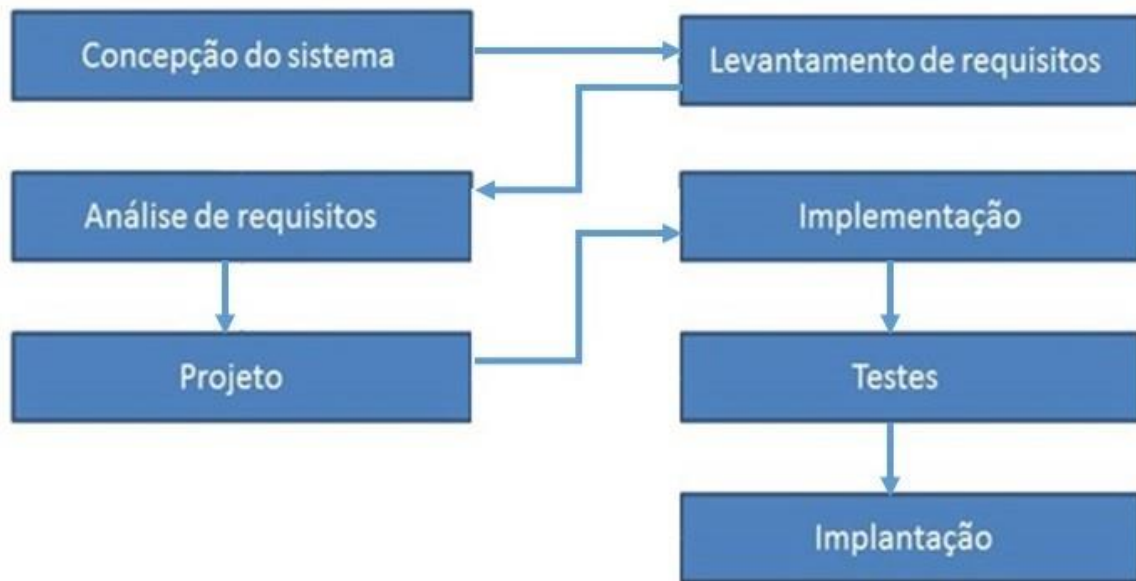 Concepção do sistema
Levantamento de requisitos
Análise de requisitos
Projeto
Implementação
Testes
Implantação